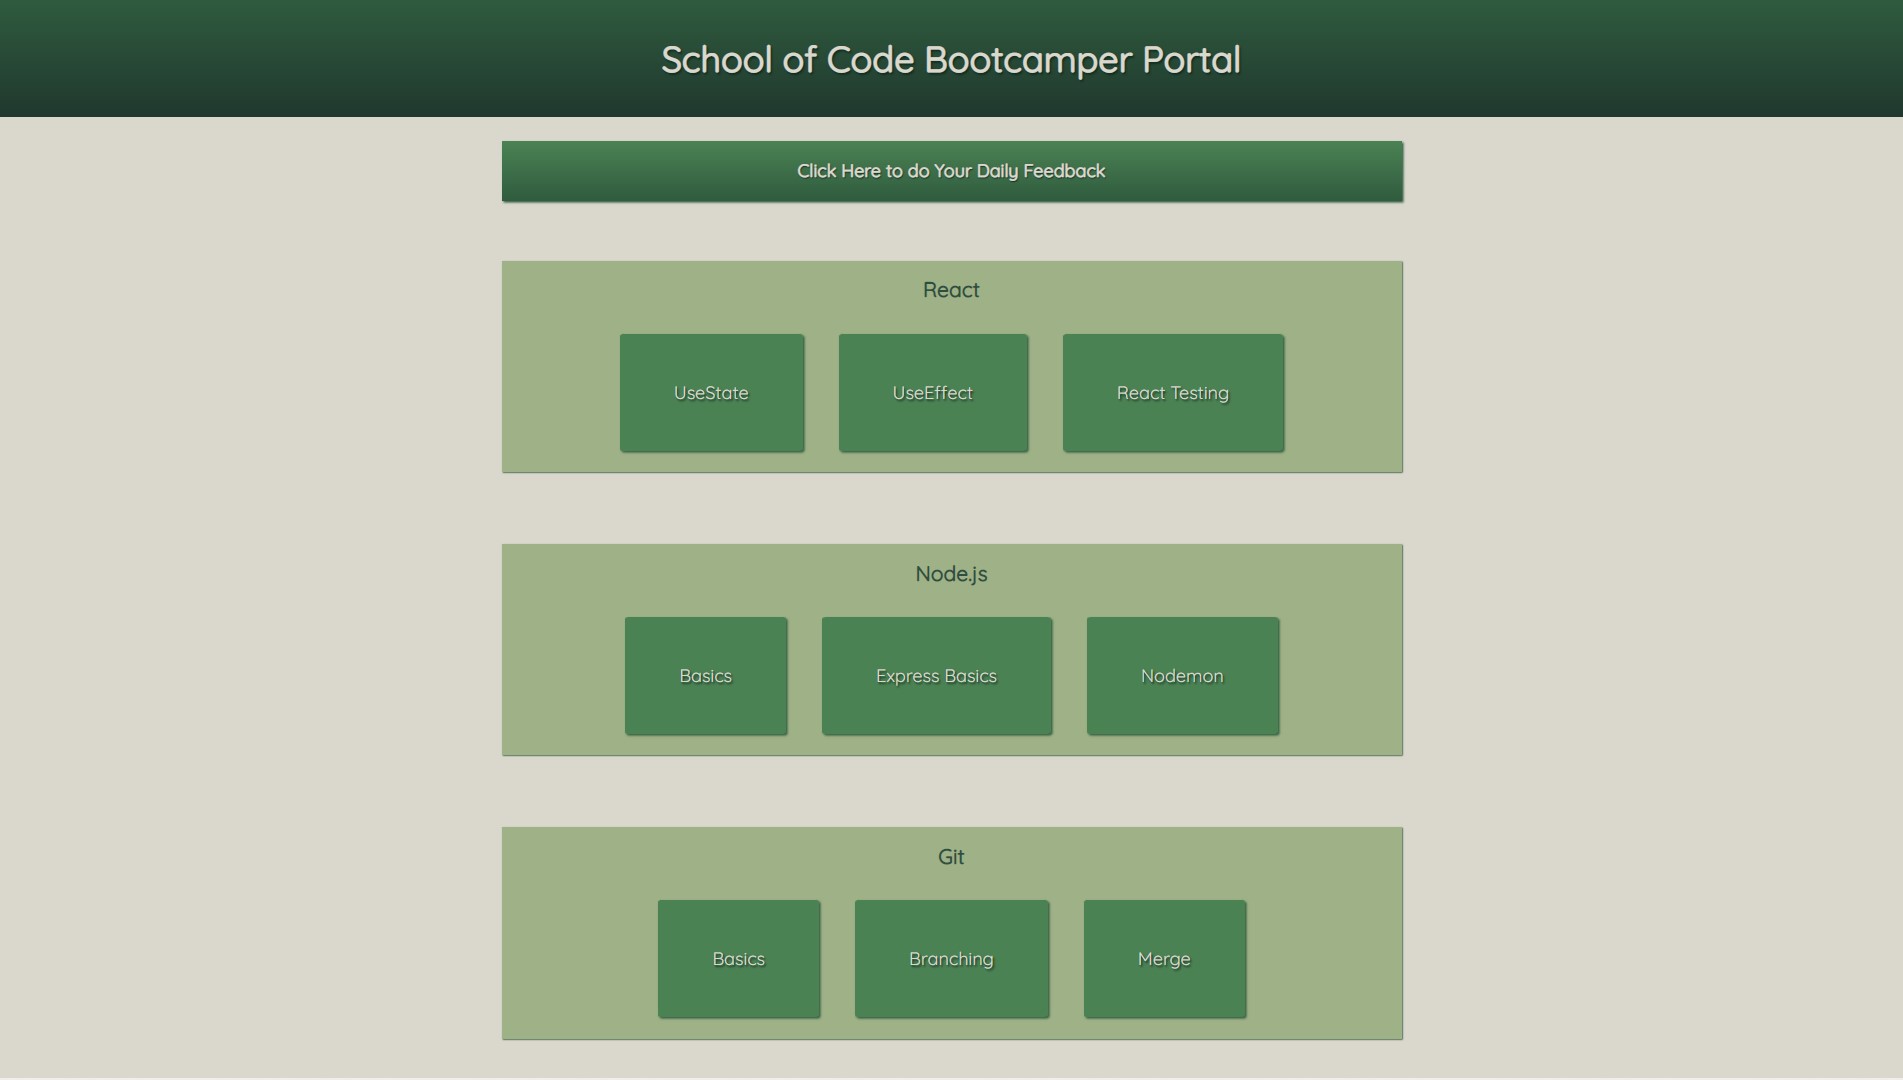 School of Code Bootcamper Portal
Click Here to do Your Daily Feedback
React
UseState UseEffect React Testing
Node.js
Basics Express Basics Nodemon
Git
Basics Branching Merge